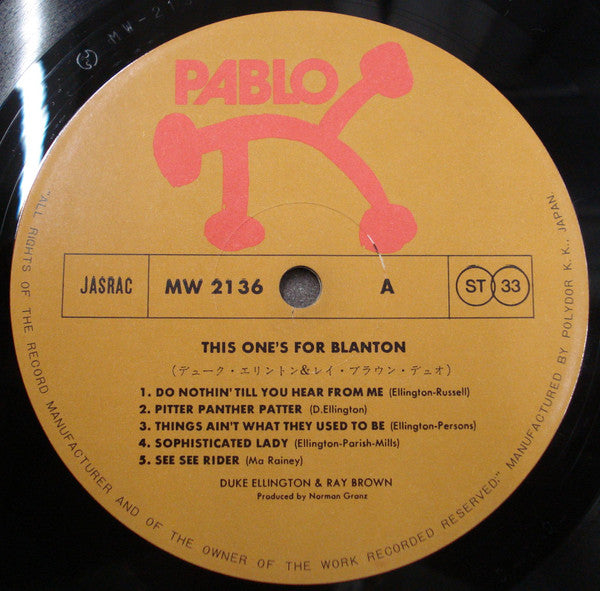 MW-213
PABLO
JASRAC
MW 2136
A
ST 33
THIS ONE'S FOR BLANTON
(デューク・エリントン&レイ・ブラウン・デュオ)
1. DO NOTHIN' TILL YOU HEAR FROM ME (Ellington-Russell)
2. PITTER PANTHER PATTER (D.Ellington)
3. THINGS AIN'T WHAT THEY USED TO BE (Ellington-Persons)
4. SOPHISTICATED LADY (Ellington-Parish-Mills)
5. SEE SEE RIDER (Ma Rainey)
DUKE ELLINGTON & RAY BROWN
Produced by Norman Granz
"ALL RIGHTS OF THE RECORD MANUFACTURER AND OF THE OWNER OF THE WORK RECORDED RESERVED," MANUFACTURED BY POLYDOR K.K., JAPAN